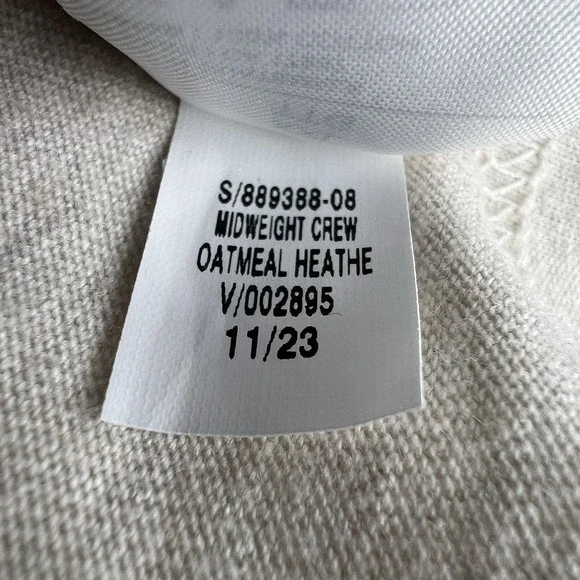 S/889388-08
MIDWEIGHT CREW
OATMEAL HEATHE
V/002895
11/23